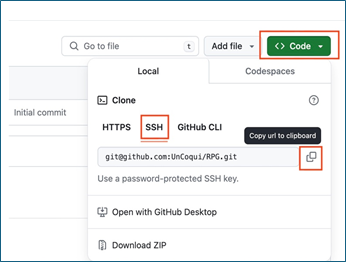 Go to file t Add file Code
Local Codespaces
Clone
Initial commit
HTTPS SSH GitHub CLI
Copy url to clipboard
git@github.com:UnCoqui/RPG.git
Use a password-protected SSH key.
Open with GitHub Desktop
Download ZIP